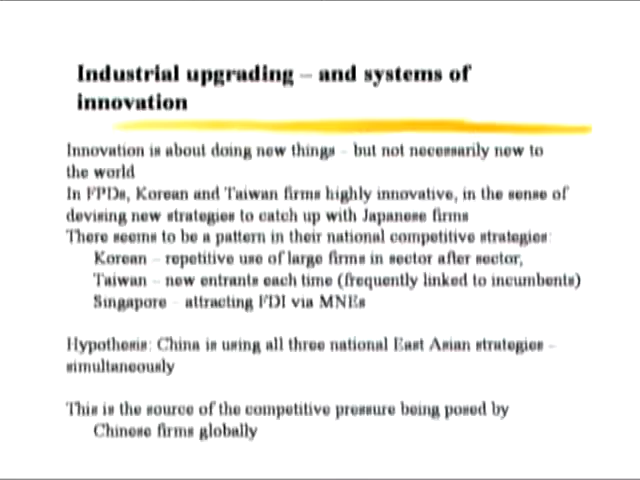 Industrial upgrading – and systems of
innovation
Innovation is about doing new things – but not necessarily new to
the world
In FPDs, Korean and Taiwan firms highly innovative, in the sense of
devising new strategies to catch up with Japanese firms
There seems to be a pattern in their national competitive strategies:
Korean – repetitive use of large firms in sector after sector,
Taiwan – new entrants each time (frequently linked to incumbents)
Singapore – attracting FDI via MNEs
Hypothesis: China is using all three national East Asian strategies –
simultaneously
This is the source of the competitive pressure being posed by
Chinese firms globally